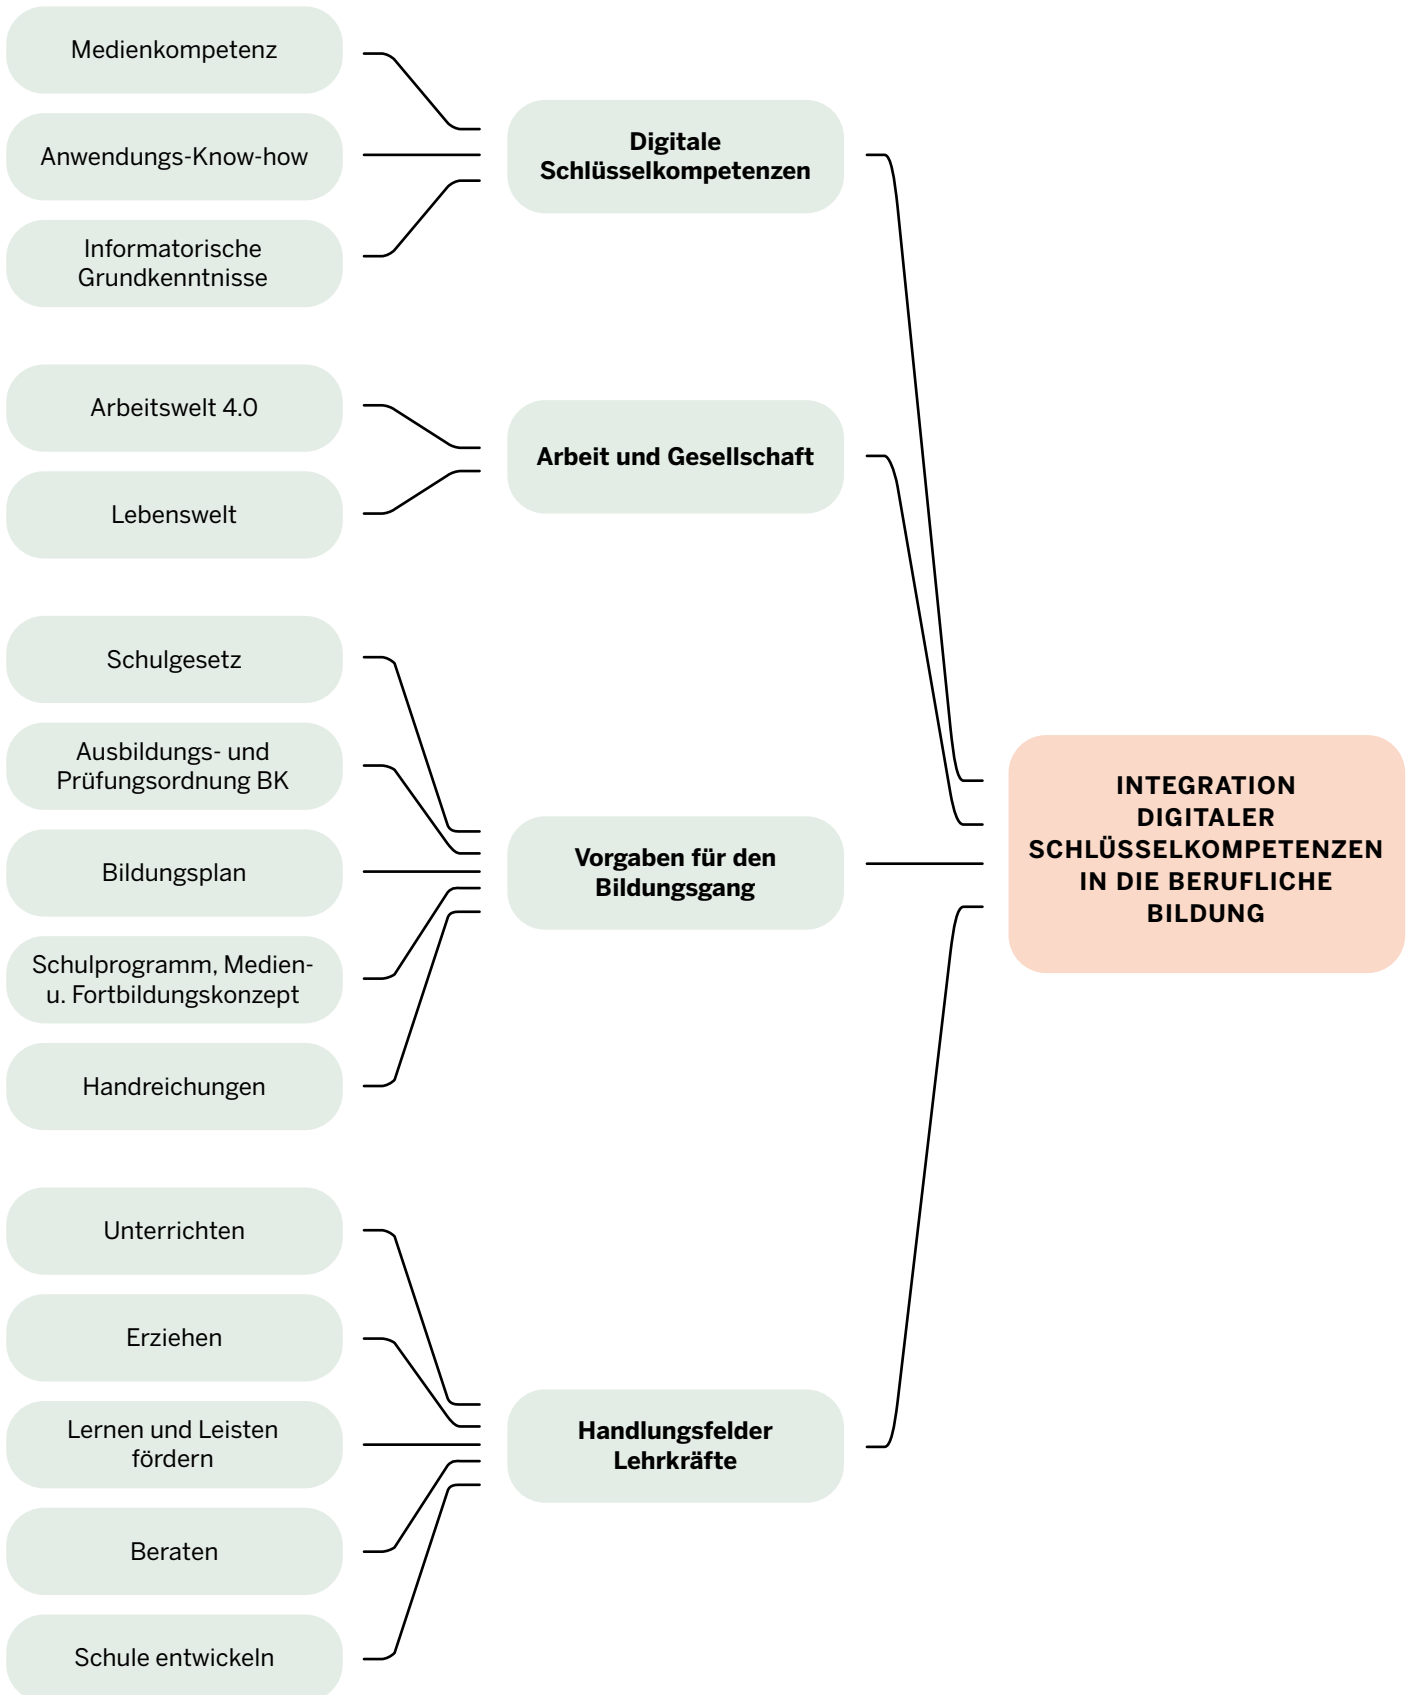 Medienkompetenz
Anwendungs-Know-how
Informatorische
Grundkenntnisse
Digitale
Schlüsselkompetenzen
Arbeitswelt 4.0
Lebenswelt
Arbeit und Gesellschaft
Schulgesetz
Ausbildungs- und
Prüfungsordnung BK
Bildungsplan
Schulprogramm, Medien-
u. Fortbildungskonzept
Handreichungen
Vorgaben für den
Bildungsgang
Unterrichten
Erziehen
Lernen und Leisten
fördern
Beraten
Schule entwickeln
Handlungsfelder
Lehrkräfte
INTEGRATION
DIGITALER
SCHLÜSSELKOMPETENZEN
IN DIE BERUFLICHE
BILDUNG